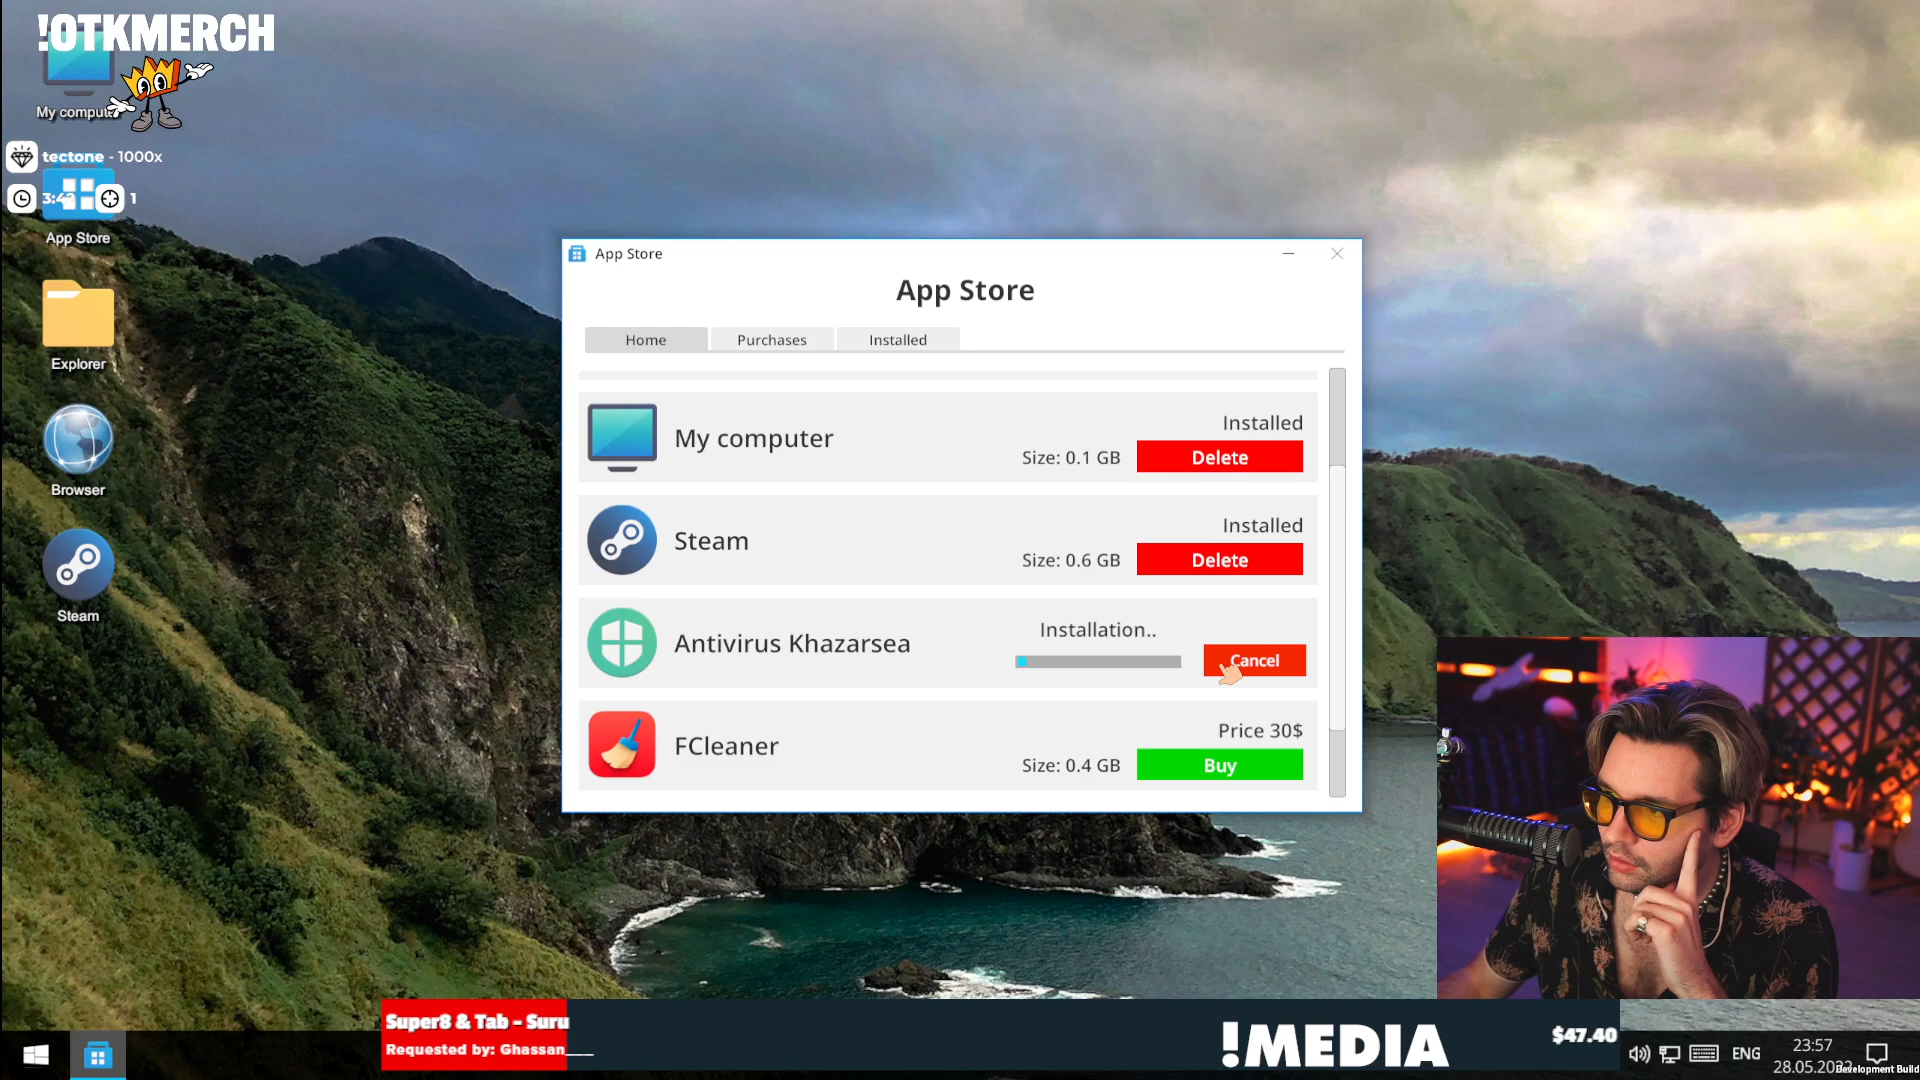 !OTKMERCH
My compute
tectone - 1000x
1
App Store
Explorer
Browser
Steam
App Store
App Store
Home
Purchases
Installed
My computer
Installed
Size: 0.1 GB
Delete
Steam
Installed
Size: 0.6 GB
Delete
Antivirus Khazarsea
Installation..
Cancel
FCleaner
Price 30$
Size: 0.4 GB
Buy
Super8 & Tab - Suru
Requested by: Ghassan___
!MEDIA
$47.40
ENG
23:57
Development Build